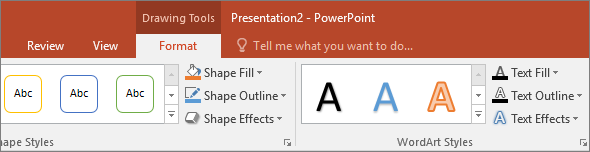 Drawing Tools Presentation2 - PowerPoint
Review View Format Tell me what you want to do...
Abc Abc Abc Shape Fill A A A A Text Fill
Shape Outline A Text Outline
Shape Effects A Text Effects
hape Styles WordArt Styles